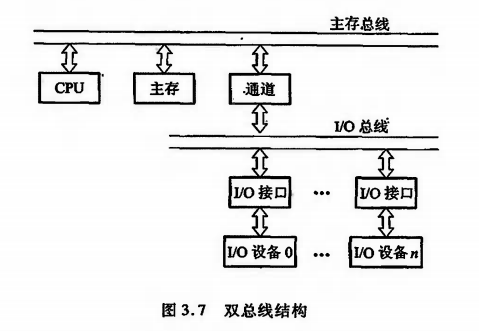 主存总线
CPU
主存
通道
I/O 总线
I/O 接口
…
I/O 接口
I/O 设备 0
…
I/O 设备 n
图 3.7 双总线结构